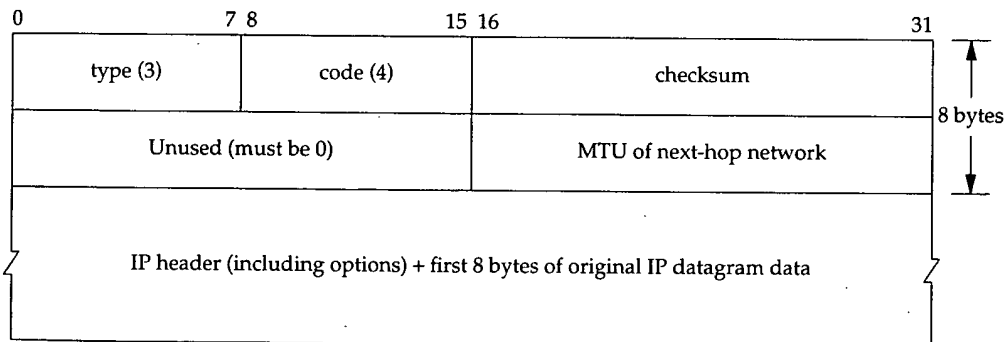 0 7 8 15 16 31
type (3) code (4) checksum
8 bytes
Unused (must be 0) MTU of next-hop network
IP header (including options) + first 8 bytes of original IP datagram data